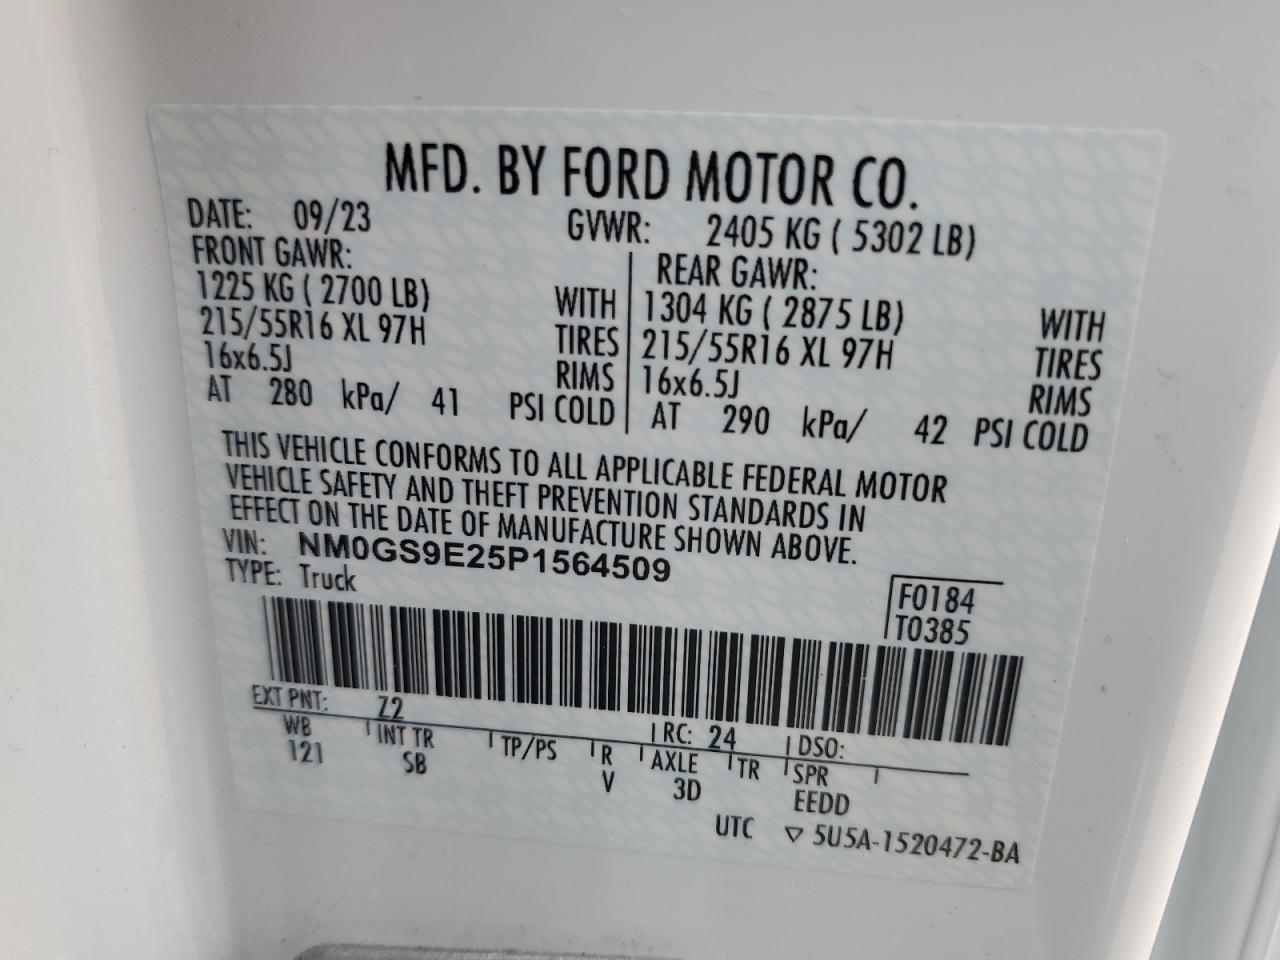 MFD. BY FORD MOTOR CO.
DATE: 09/23 GVWR: 2405 KG ( 5302 LB)
FRONT GAWR: REAR GAWR:
1225 KG ( 2700 LB) WITH 1304 KG ( 2875 LB) WITH
215/55R16 XL 97H TIRES 215/55R16 XL 97H TIRES
16x6.5J RIMS 16x6.5J RIMS
AT 280 kPa/ 41 PSI COLD AT 290 kPa/ 42 PSI COLD
THIS VEHICLE CONFORMS TO ALL APPLICABLE FEDERAL MOTOR
VEHICLE SAFETY AND THEFT PREVENTION STANDARDS IN
EFFECT ON THE DATE OF MANUFACTURE SHOWN ABOVE.
VIN: NM0GS9E25P1564509
TYPE: Truck
F0184
T0385
EXT PNT: Z2 RC: 24 DSO:
WB INT TR TP/PS R AXLE TR SPR
121 SB V 3D EEDD
UTC ▽ 5U5A-1520472-BA